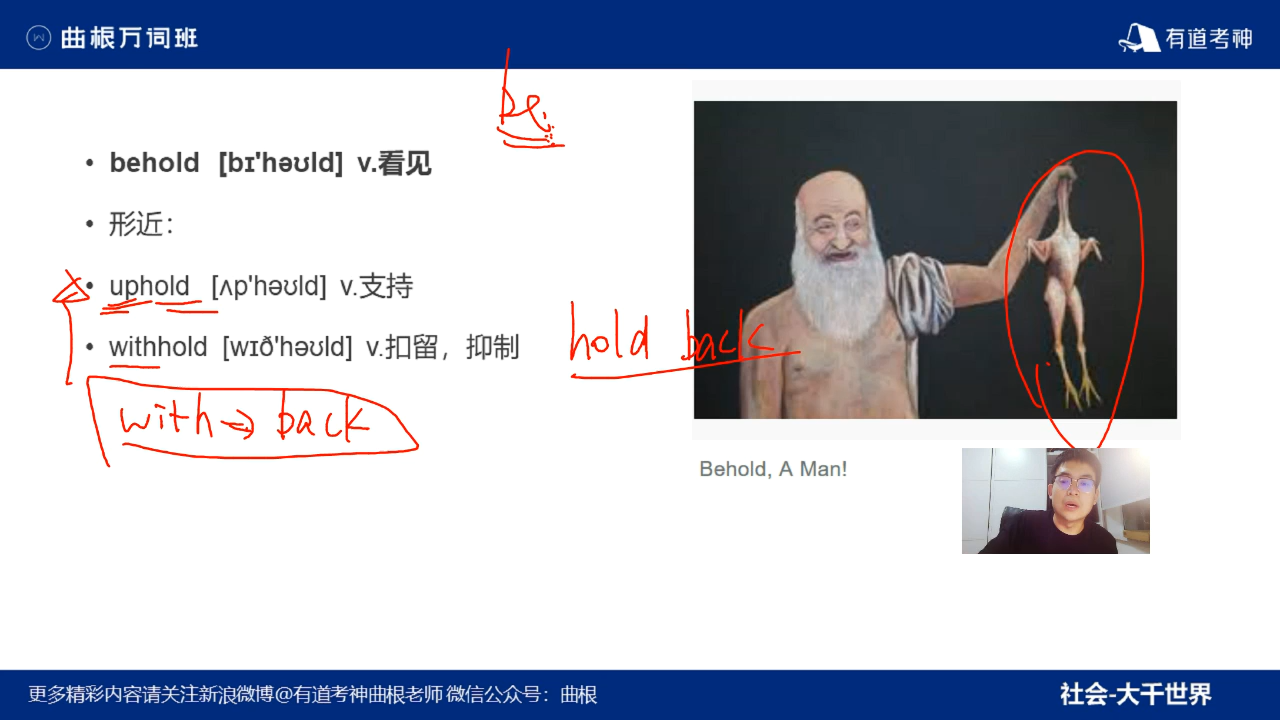 曲根万词班
有道考神
be
• behold [bɪ'həʊld] v.看见
• 形近：
• uphold [ʌp'həʊld] v.支持
• withhold [wɪð'həʊld] v.扣留，抑制
hold back
with→back
Behold, A Man!
更多精彩内容请关注新浪微博@有道考神曲根老师 微信公众号：曲根
社会-大千世界